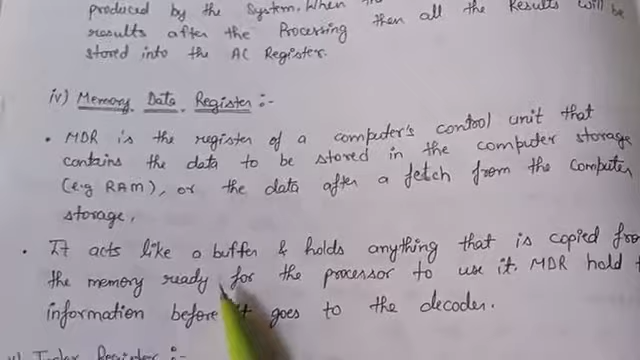 produced by the System. When the
results after the Processing then all the Results will be
stored into the AC Register.
iv) Memory Data Register :-
• MDR is the register of a computer's control unit that
contains the data to be stored in the computer storage
(e.g RAM), or the data after a fetch from the computer
storage.
• It acts like a buffer & holds anything that is copied from
the memory ready for the processor to use it. MDR hold
information before it goes to the decoder.
v) Index Register :-